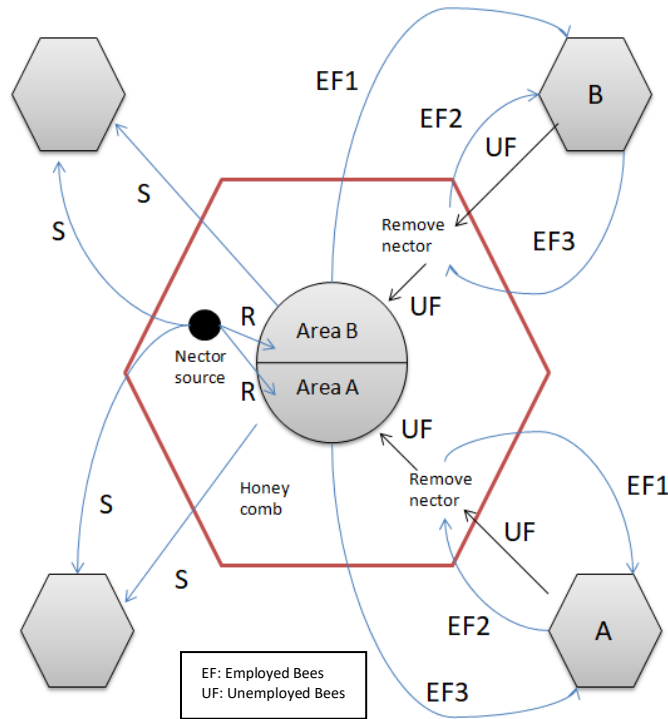 EF1
B
EF2
UF
S
S
Remove
nector
EF3
UF
R
Area B
Nector
source
R
Area A
UF
Remove
nector
EF1
Honey
comb
S
UF
S
EF2
A
EF3
EF: Employed Bees
UF: Unemployed Bees